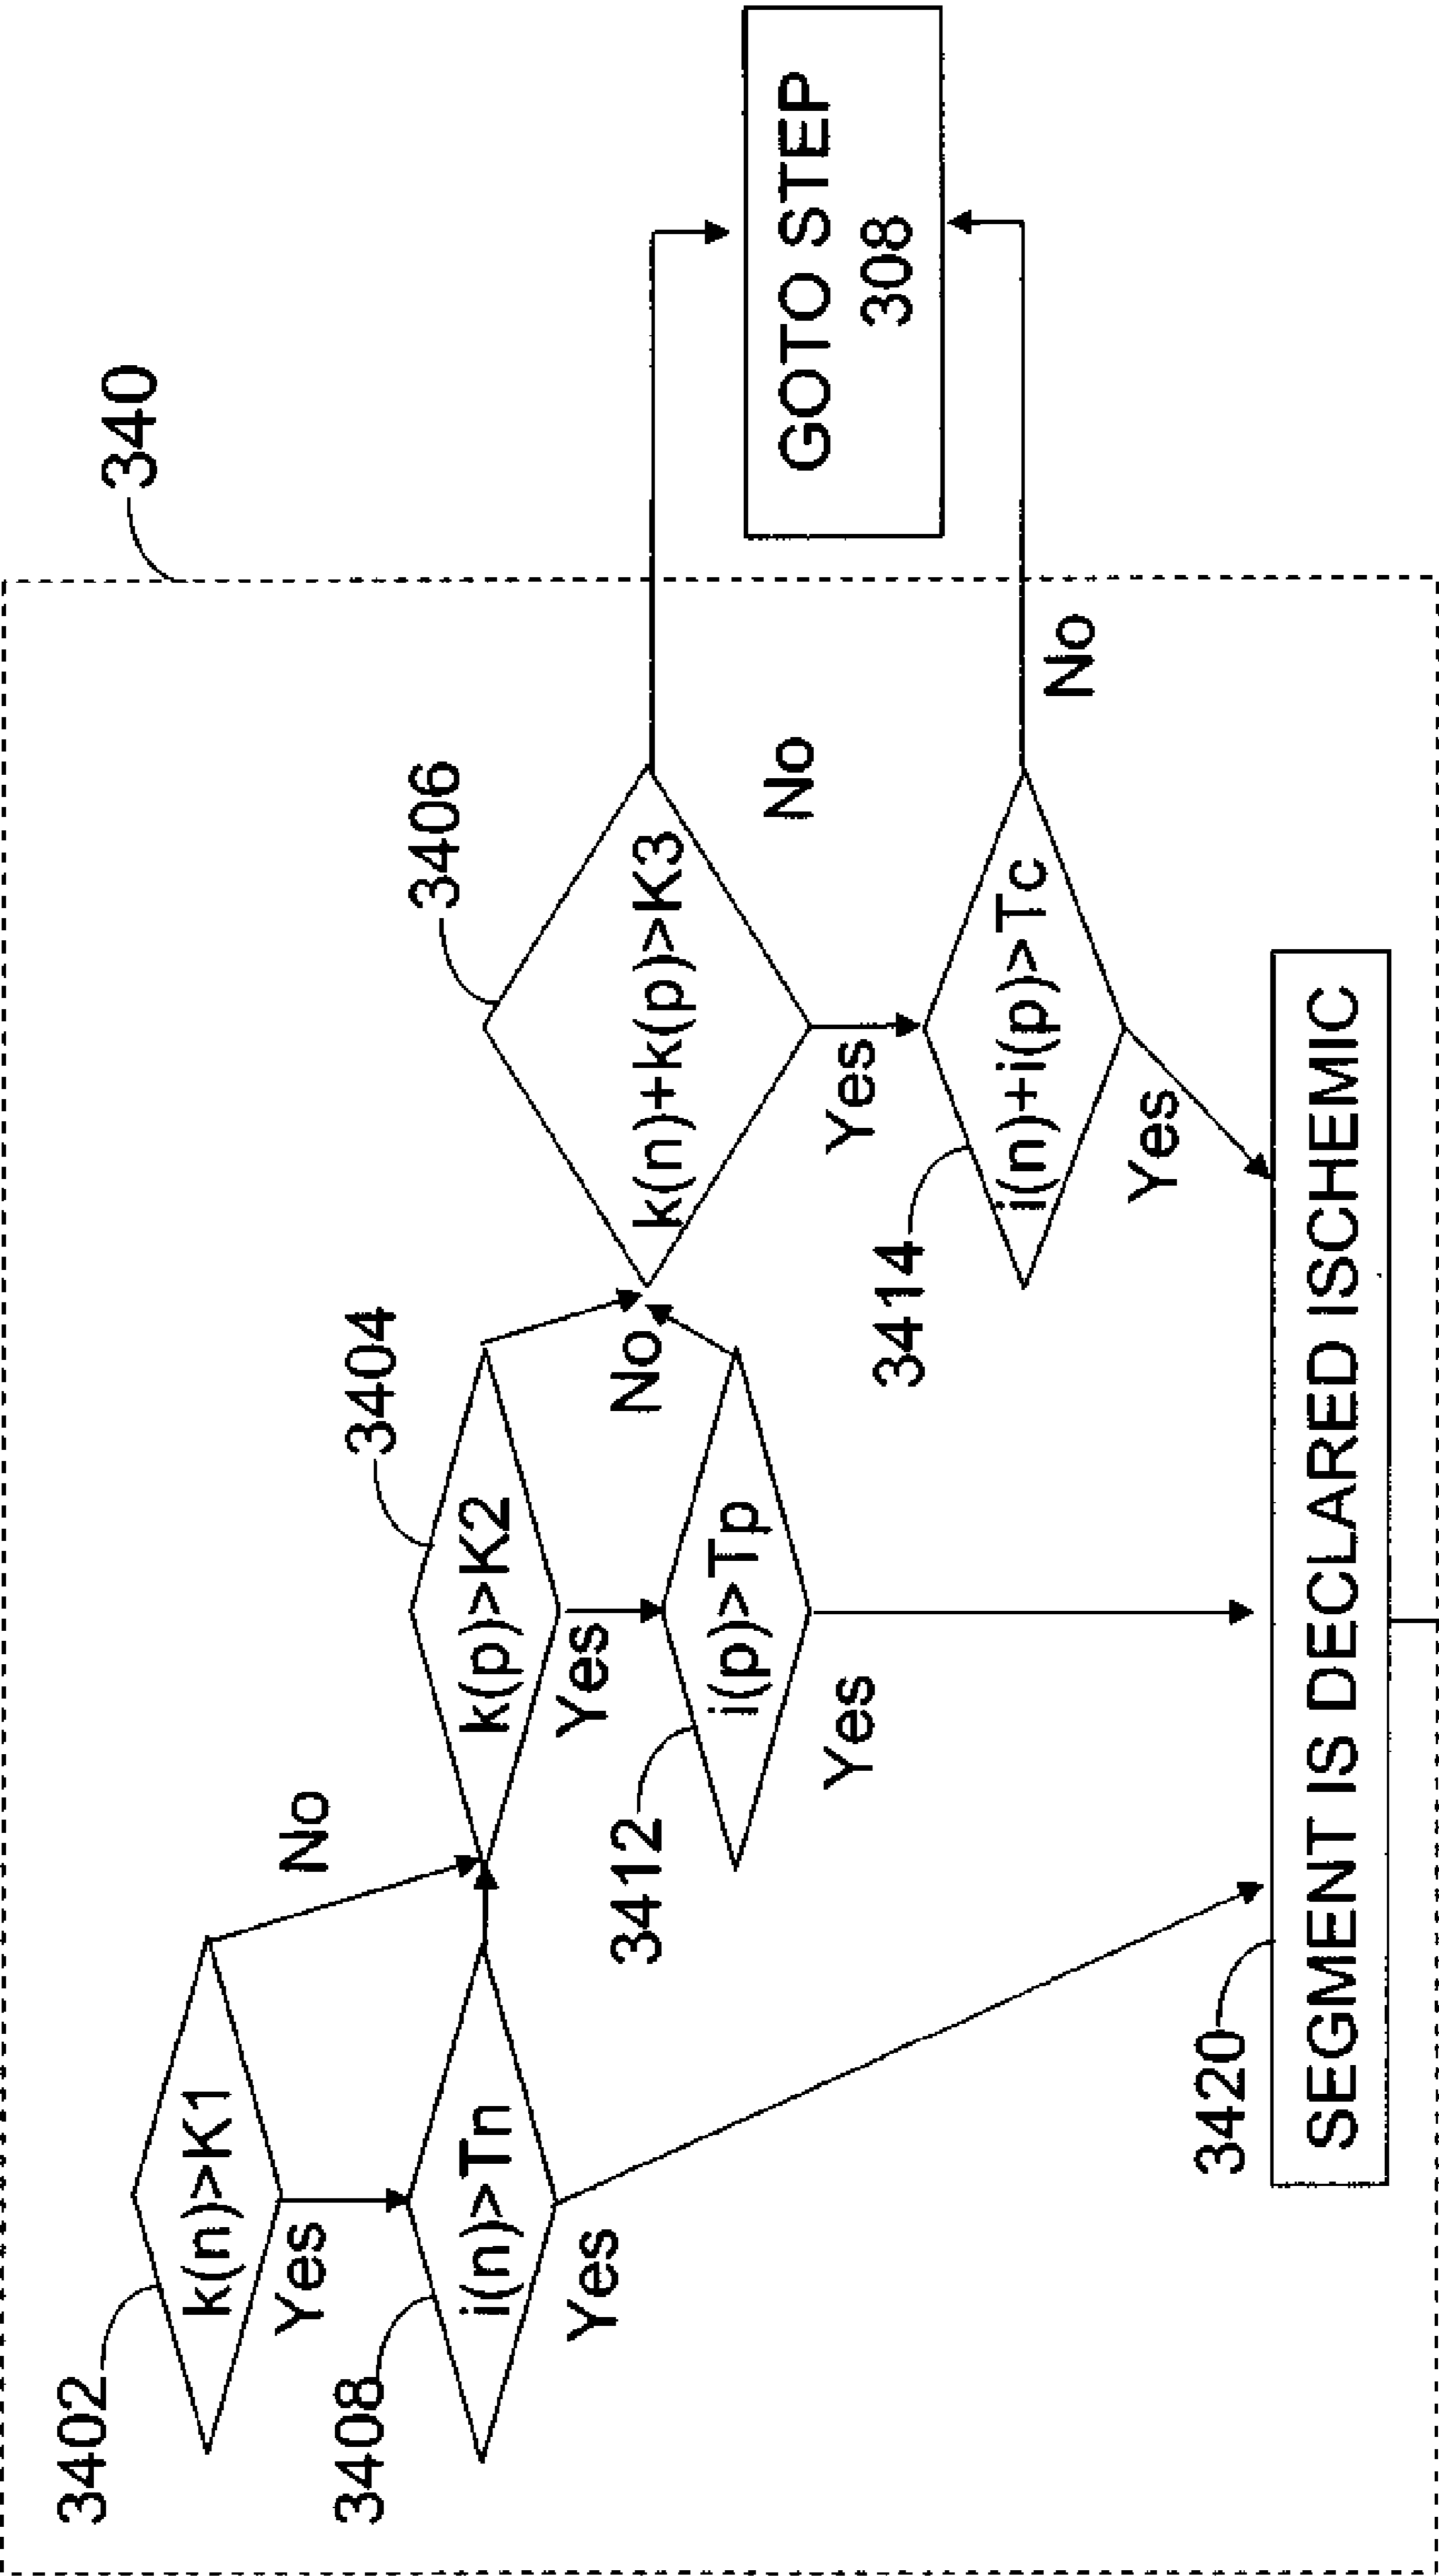 340
3402
k(n)>K1
Yes
No
3408
i(n)>Tn
Yes
3404
k(p)>K2
Yes
No
3412
i(p)>Tp
Yes
3406
k(n)+k(p)>K3
No
Yes
3414
i(n)+i(p)>Tc
No
Yes
GOTO STEP
308
3420
SEGMENT IS DECLARED ISCHEMIC